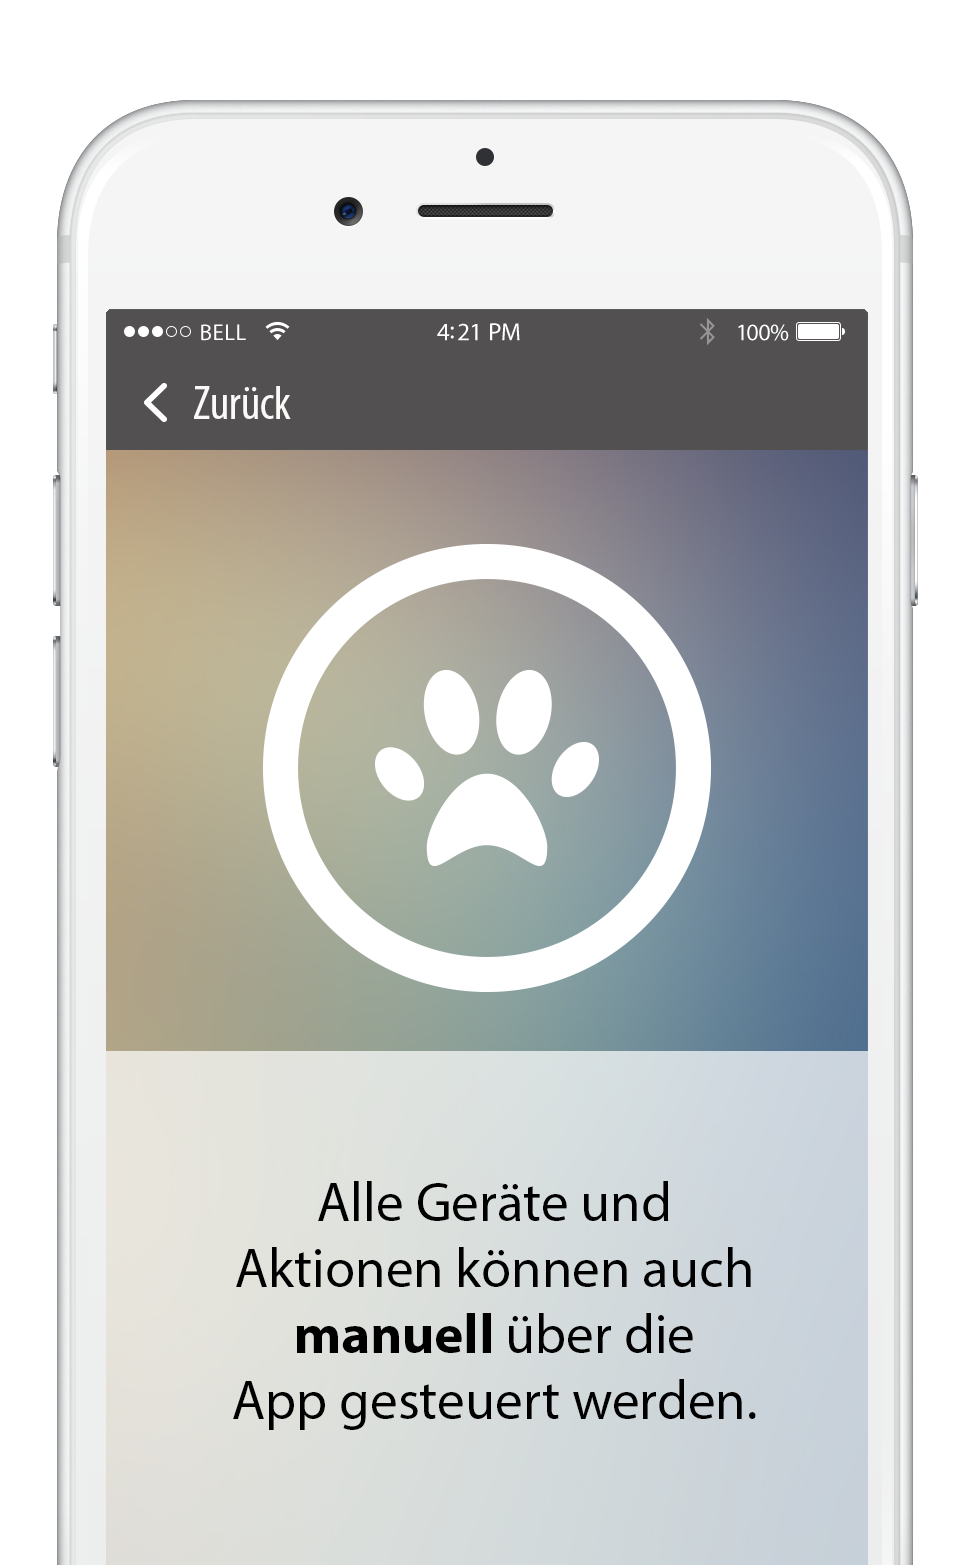 BELL 4:21 PM 100%
Zurück
Alle Geräte und
Aktionen können auch
manuell über die
App gesteuert werden.